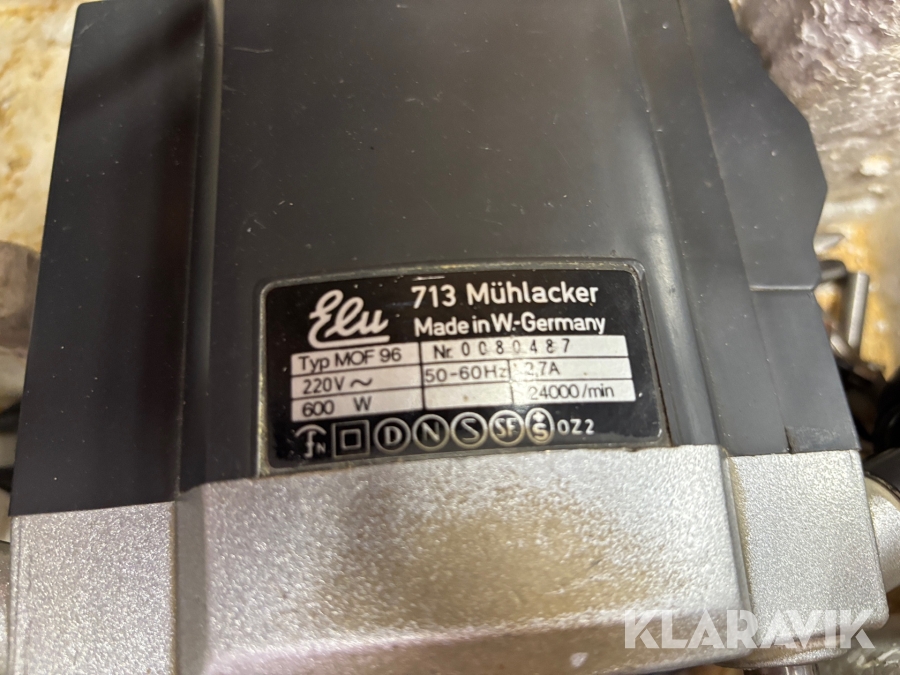 Elu 713 Mühlacker
Made in W.-Germany
Typ MOF 96 Nr. 0080487
220V ~ 50-60Hz 2,7A
600 W 24000/min
D N S SF S OZ2
KLARAVIK